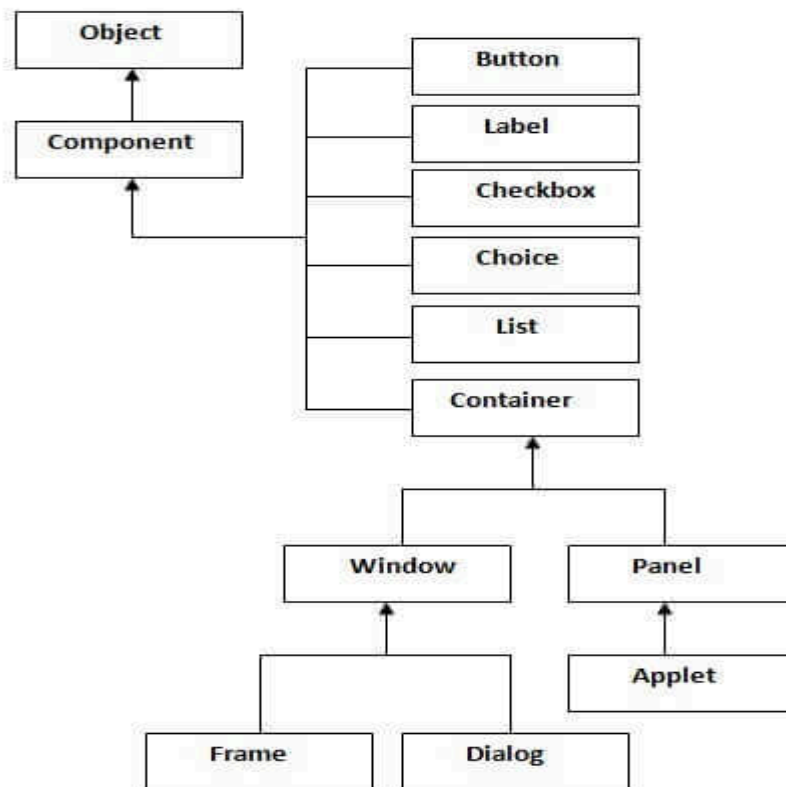 Object
Component
Button
Label
Checkbox
Choice
List
Container
Window
Panel
Applet
Frame
Dialog